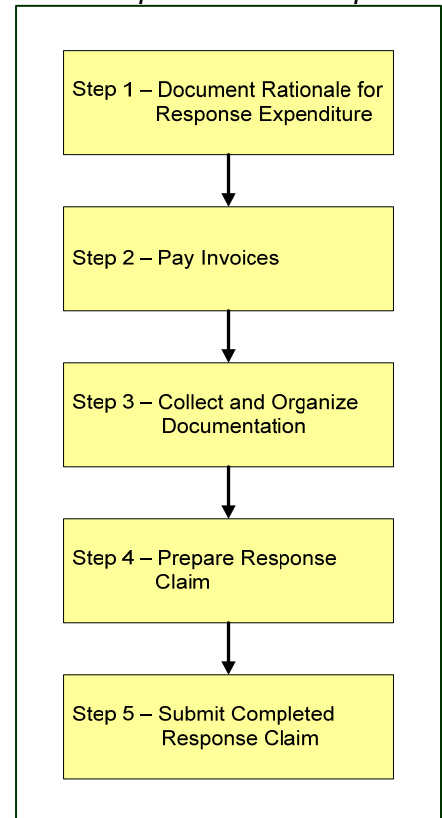 Step 1 – Document Rationale for
Response Expenditure
Step 2 – Pay Invoices
Step 3 – Collect and Organize
Documentation
Step 4 – Prepare Response
Claim
Step 5 – Submit Completed
Response Claim